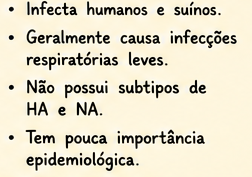 • Infecta humanos e suínos.
• Geralmente causa infecções
respiratórias leves.
• Não possui subtipos de
HA e NA.
• Tem pouca importância
epidemiológica.